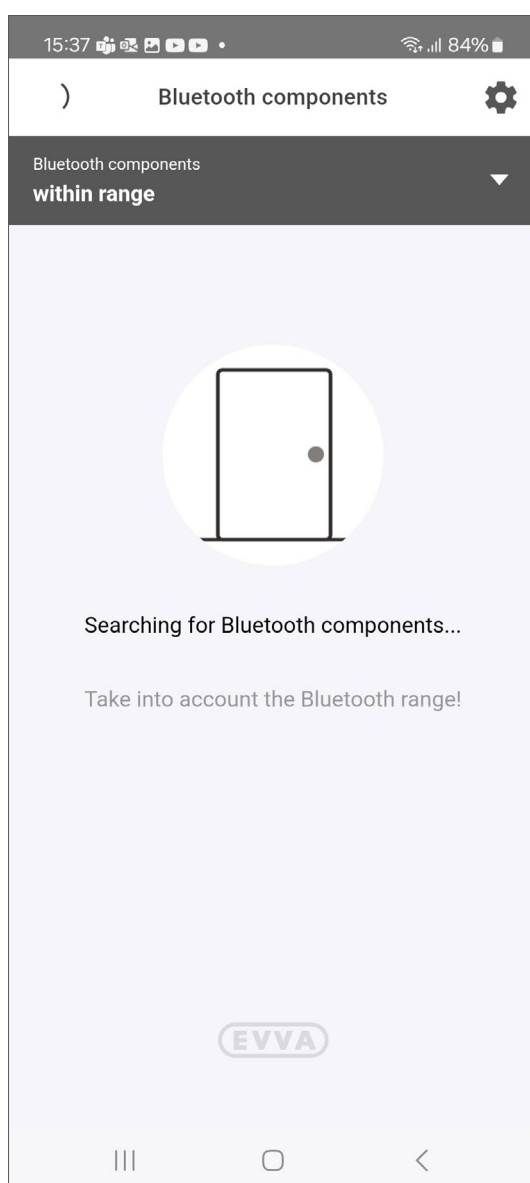 15:37 84%
Bluetooth components
Bluetooth components
within range
Searching for Bluetooth components...
Take into account the Bluetooth range!
EVVA